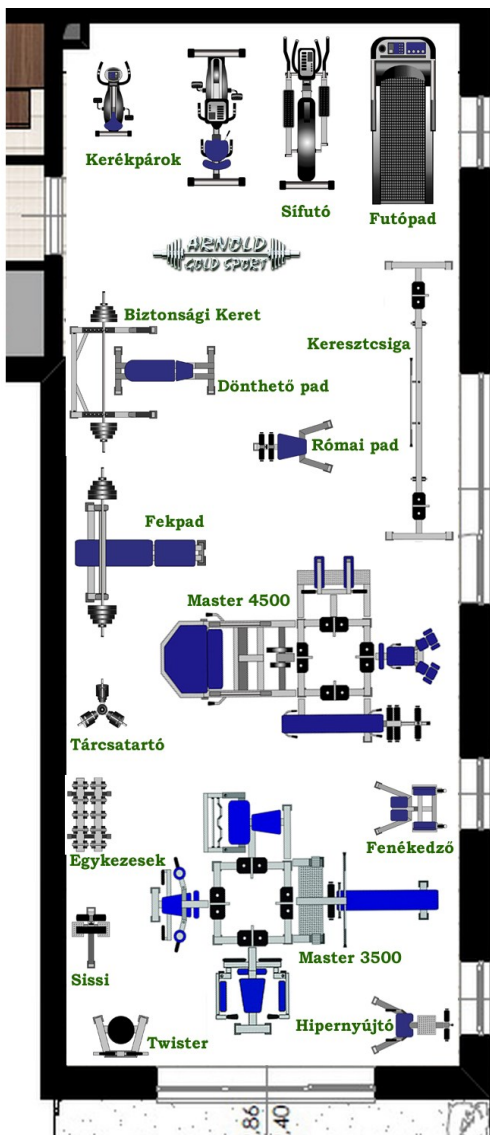 Kerékpárok
Sífutó
Futópad
ARNOLD
GOLD SPORT
Biztonsági Keret
Keresztcsiga
Dönthető pad
Római pad
Fekpad
Master 4500
Tárcsatartó
Egykezesek
Fenékedző
Sissi
Master 3500
Twister
Hipernyújtó
,86
,40